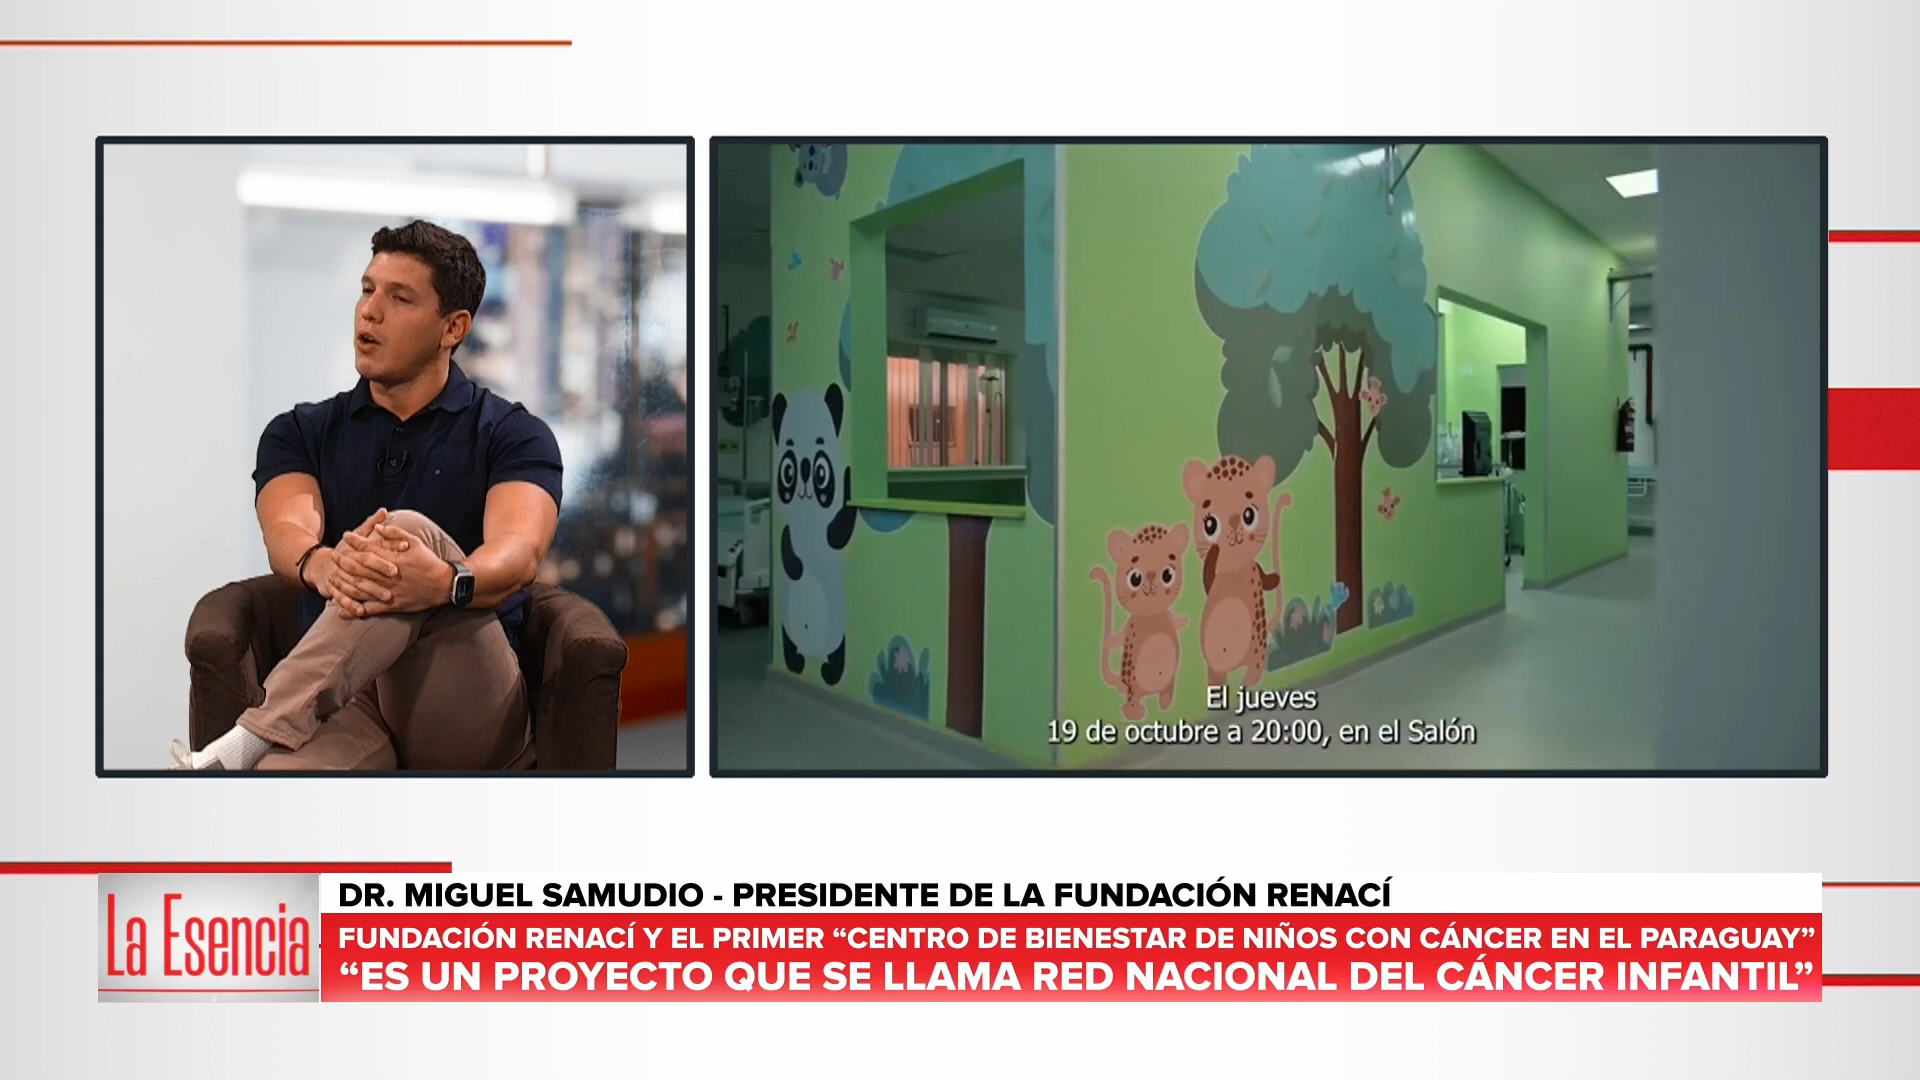 El jueves
19 de octubre a 20:00, en el Salón
La Esencia
DR. MIGUEL SAMUDIO - PRESIDENTE DE LA FUNDACIÓN RENACÍ
FUNDACIÓN RENACÍ Y EL PRIMER “CENTRO DE BIENESTAR DE NIÑOS CON CÁNCER EN EL PARAGUAY”
“ES UN PROYECTO QUE SE LLAMA RED NACIONAL DEL CÁNCER INFANTIL”